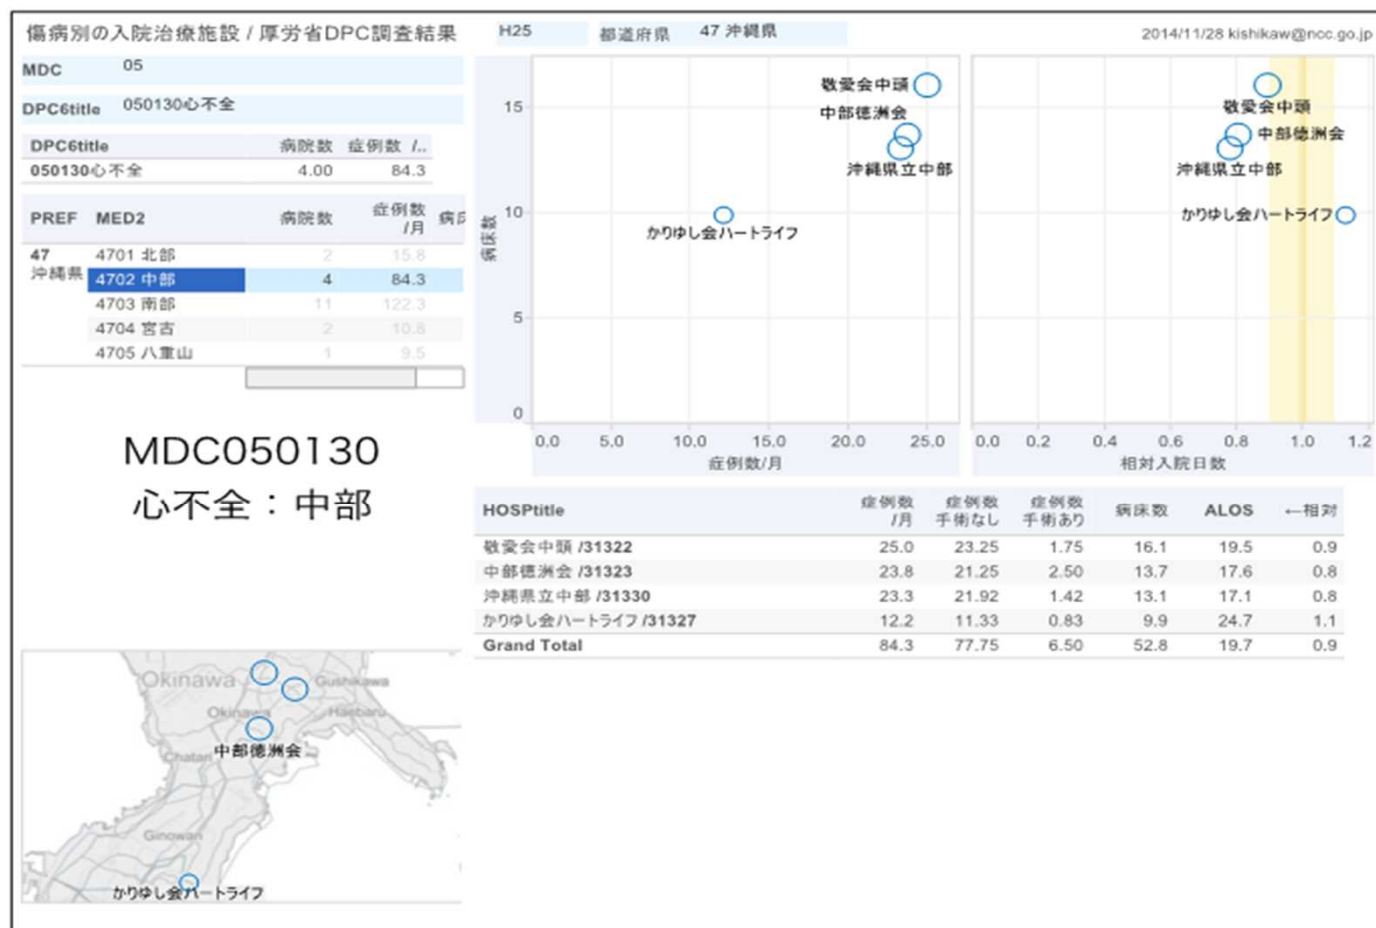 傷病別の入院治療施設 / 厚労省DPC調査結果
H25 都道府県 47 沖縄県
2014/11/28 kishikaw@ncc.go.jp
MDC 05
DPC6title 050130心不全
DPC6title 病院数 症例数 /..
050130心不全 4.00 84.3
PREF MED2 病院数 症例数 /月 病床
47 沖縄県 4701 北部 2 15.8
4702 中部 4 84.3
4703 南部 11 122.3
4704 宮古 2 10.8
4705 八重山 1 9.5
MDC050130
心不全：中部
病床数
15
10
5
0
敬愛会中頭
中部徳洲会
沖縄県立中部
かりゆし会ハートライフ
0.0 5.0 10.0 15.0 20.0 25.0
症例数/月
敬愛会中頭
中部徳洲会
沖縄県立中部
かりゆし会ハートライフ
0.0 0.2 0.4 0.6 0.8 1.0 1.2
相対入院日数
HOSPtitle 症例数 /月 症例数 手術なし 症例数 手術あり 病床数 ALOS ←相対
敬愛会中頭 /31322 25.0 23.25 1.75 16.1 19.5 0.9
中部徳洲会 /31323 23.8 21.25 2.50 13.7 17.6 0.8
沖縄県立中部 /31330 23.3 21.92 1.42 13.1 17.1 0.8
かりゆし会ハートライフ /31327 12.2 11.33 0.83 9.9 24.7 1.1
Grand Total 84.3 77.75 6.50 52.8 19.7 0.9
Okinawa
Gushikawa
Okinawa
Haebaru
中部徳洲会
Chatan
Ginowan
かりゆし会ハートライフ